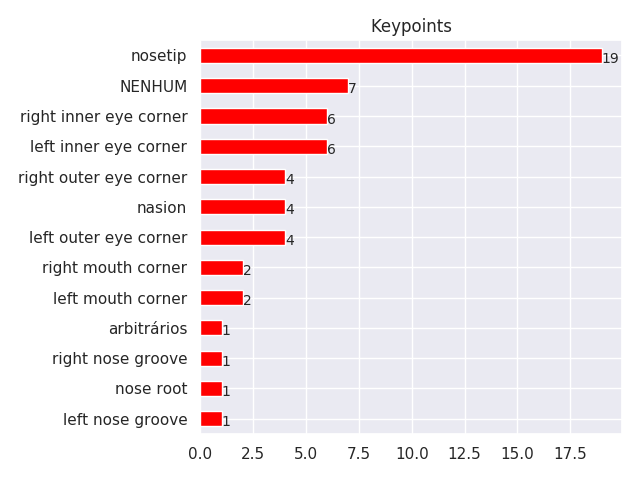 Keypoints
nosetip 19
NENHUM 7
right inner eye corner 6
left inner eye corner 6
right outer eye corner 4
nasion 4
left outer eye corner 4
right mouth corner 2
left mouth corner 2
arbitrários 1
right nose groove 1
nose root 1
left nose groove 1
0.0 2.5 5.0 7.5 10.0 12.5 15.0 17.5